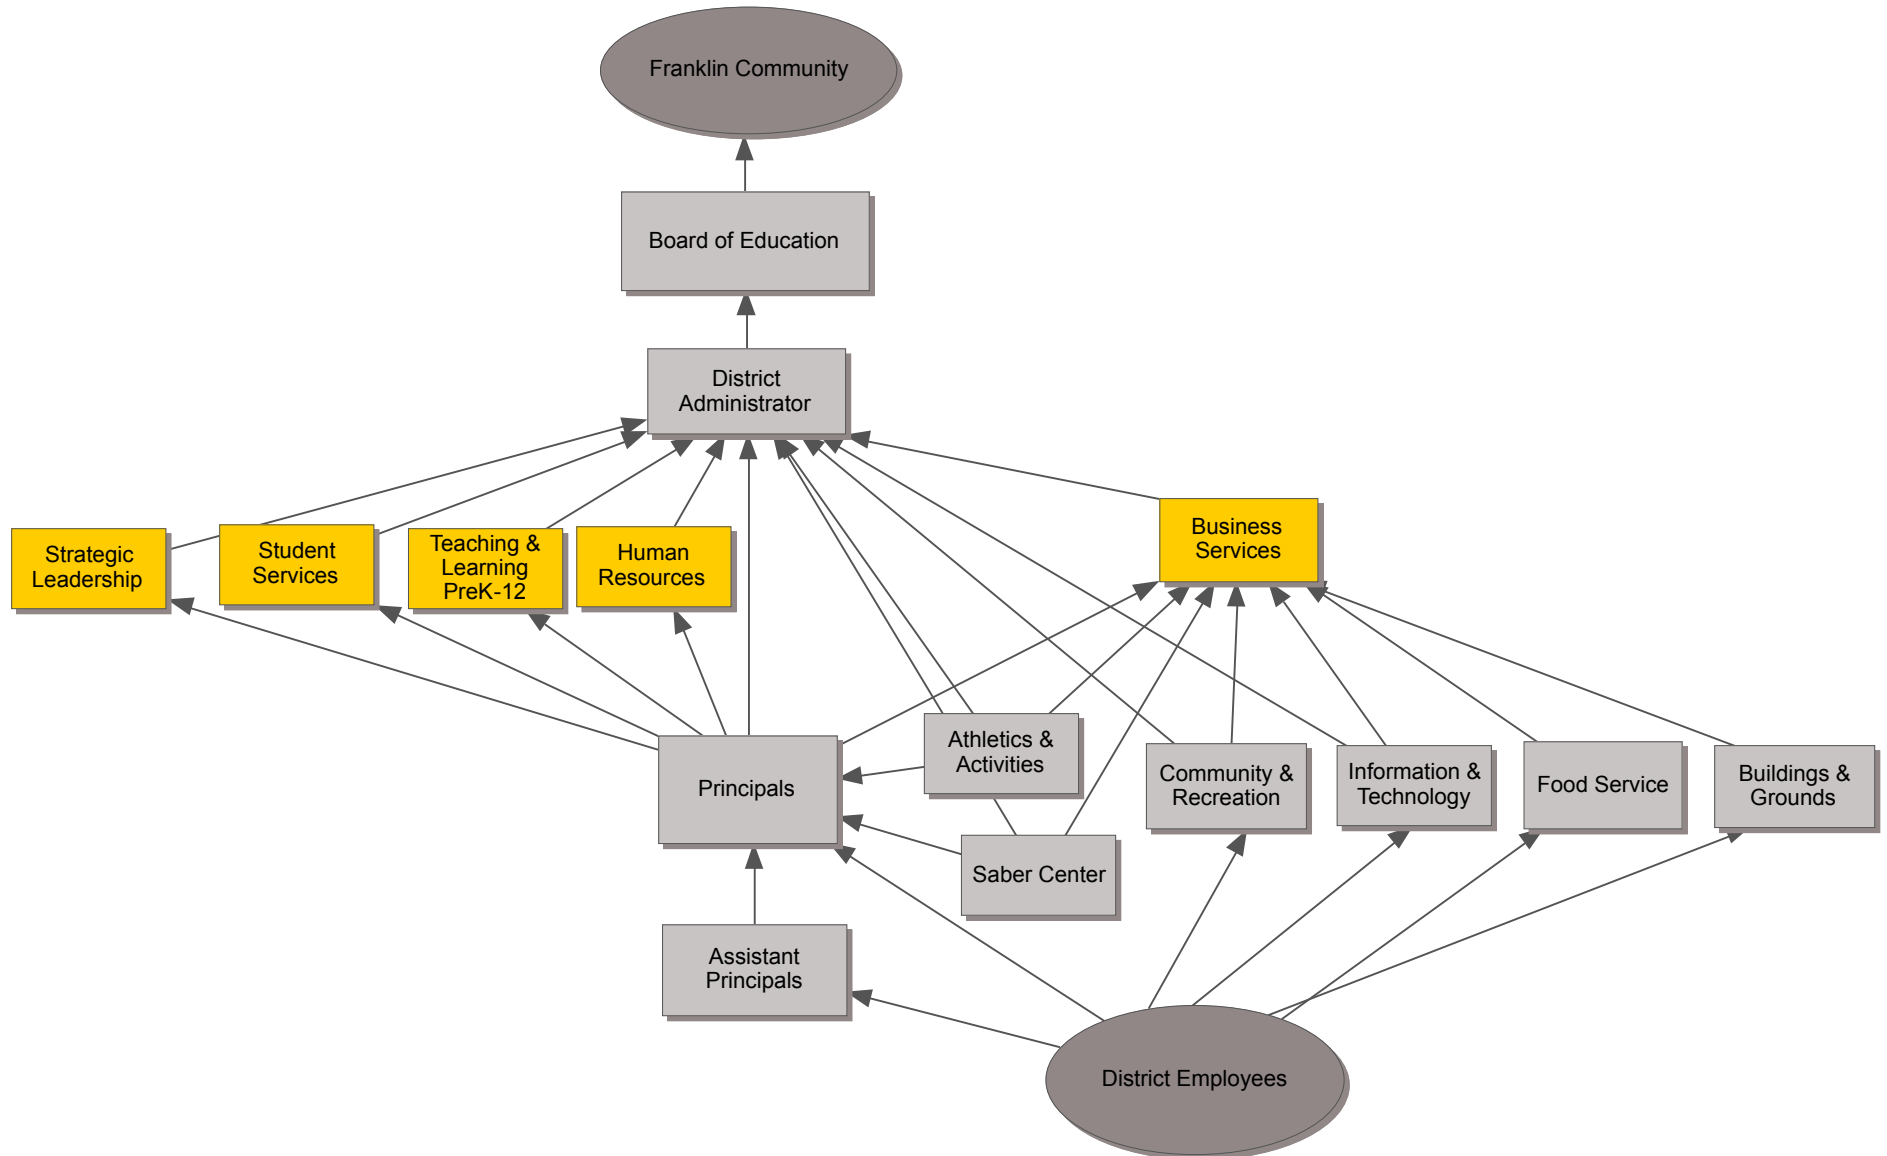 Franklin Community
Board of Education
District
Administrator
Strategic
Leadership
Student
Services
Teaching &
Learning
PreK-12
Human
Resources
Business
Services
Principals
Athletics &
Activities
Saber Center
Community &
Recreation
Information &
Technology
Food Service
Buildings &
Grounds
Assistant
Principals
District Employees